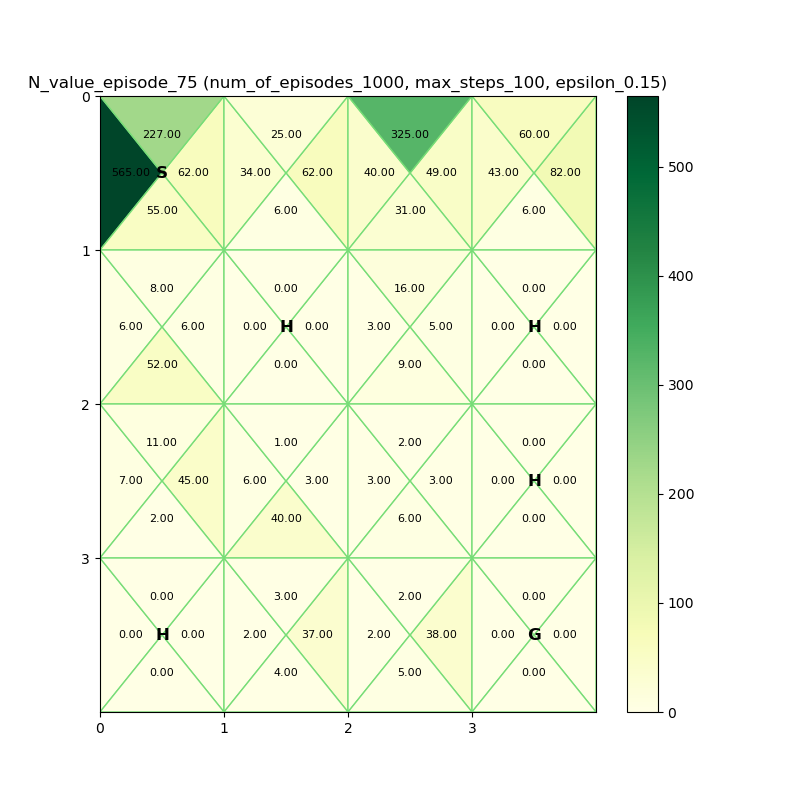 N_value_episode_75 (num_of_episodes_1000, max_steps_100, epsilon_0.15)
0
227.00 25.00 325.00 60.00
565.00 S 62.00 34.00 62.00 40.00 49.00 43.00 82.00
55.00 6.00 31.00 6.00
1
8.00 0.00 16.00 0.00
6.00 6.00 0.00 H 0.00 3.00 5.00 0.00 H 0.00
52.00 0.00 9.00 0.00
2
11.00 1.00 2.00 0.00
7.00 45.00 6.00 3.00 3.00 3.00 0.00 H 0.00
2.00 40.00 6.00 0.00
3
0.00 3.00 2.00 0.00
0.00 H 0.00 2.00 37.00 2.00 38.00 0.00 G 0.00
0.00 4.00 5.00 0.00
0 1 2 3
500
400
300
200
100
0